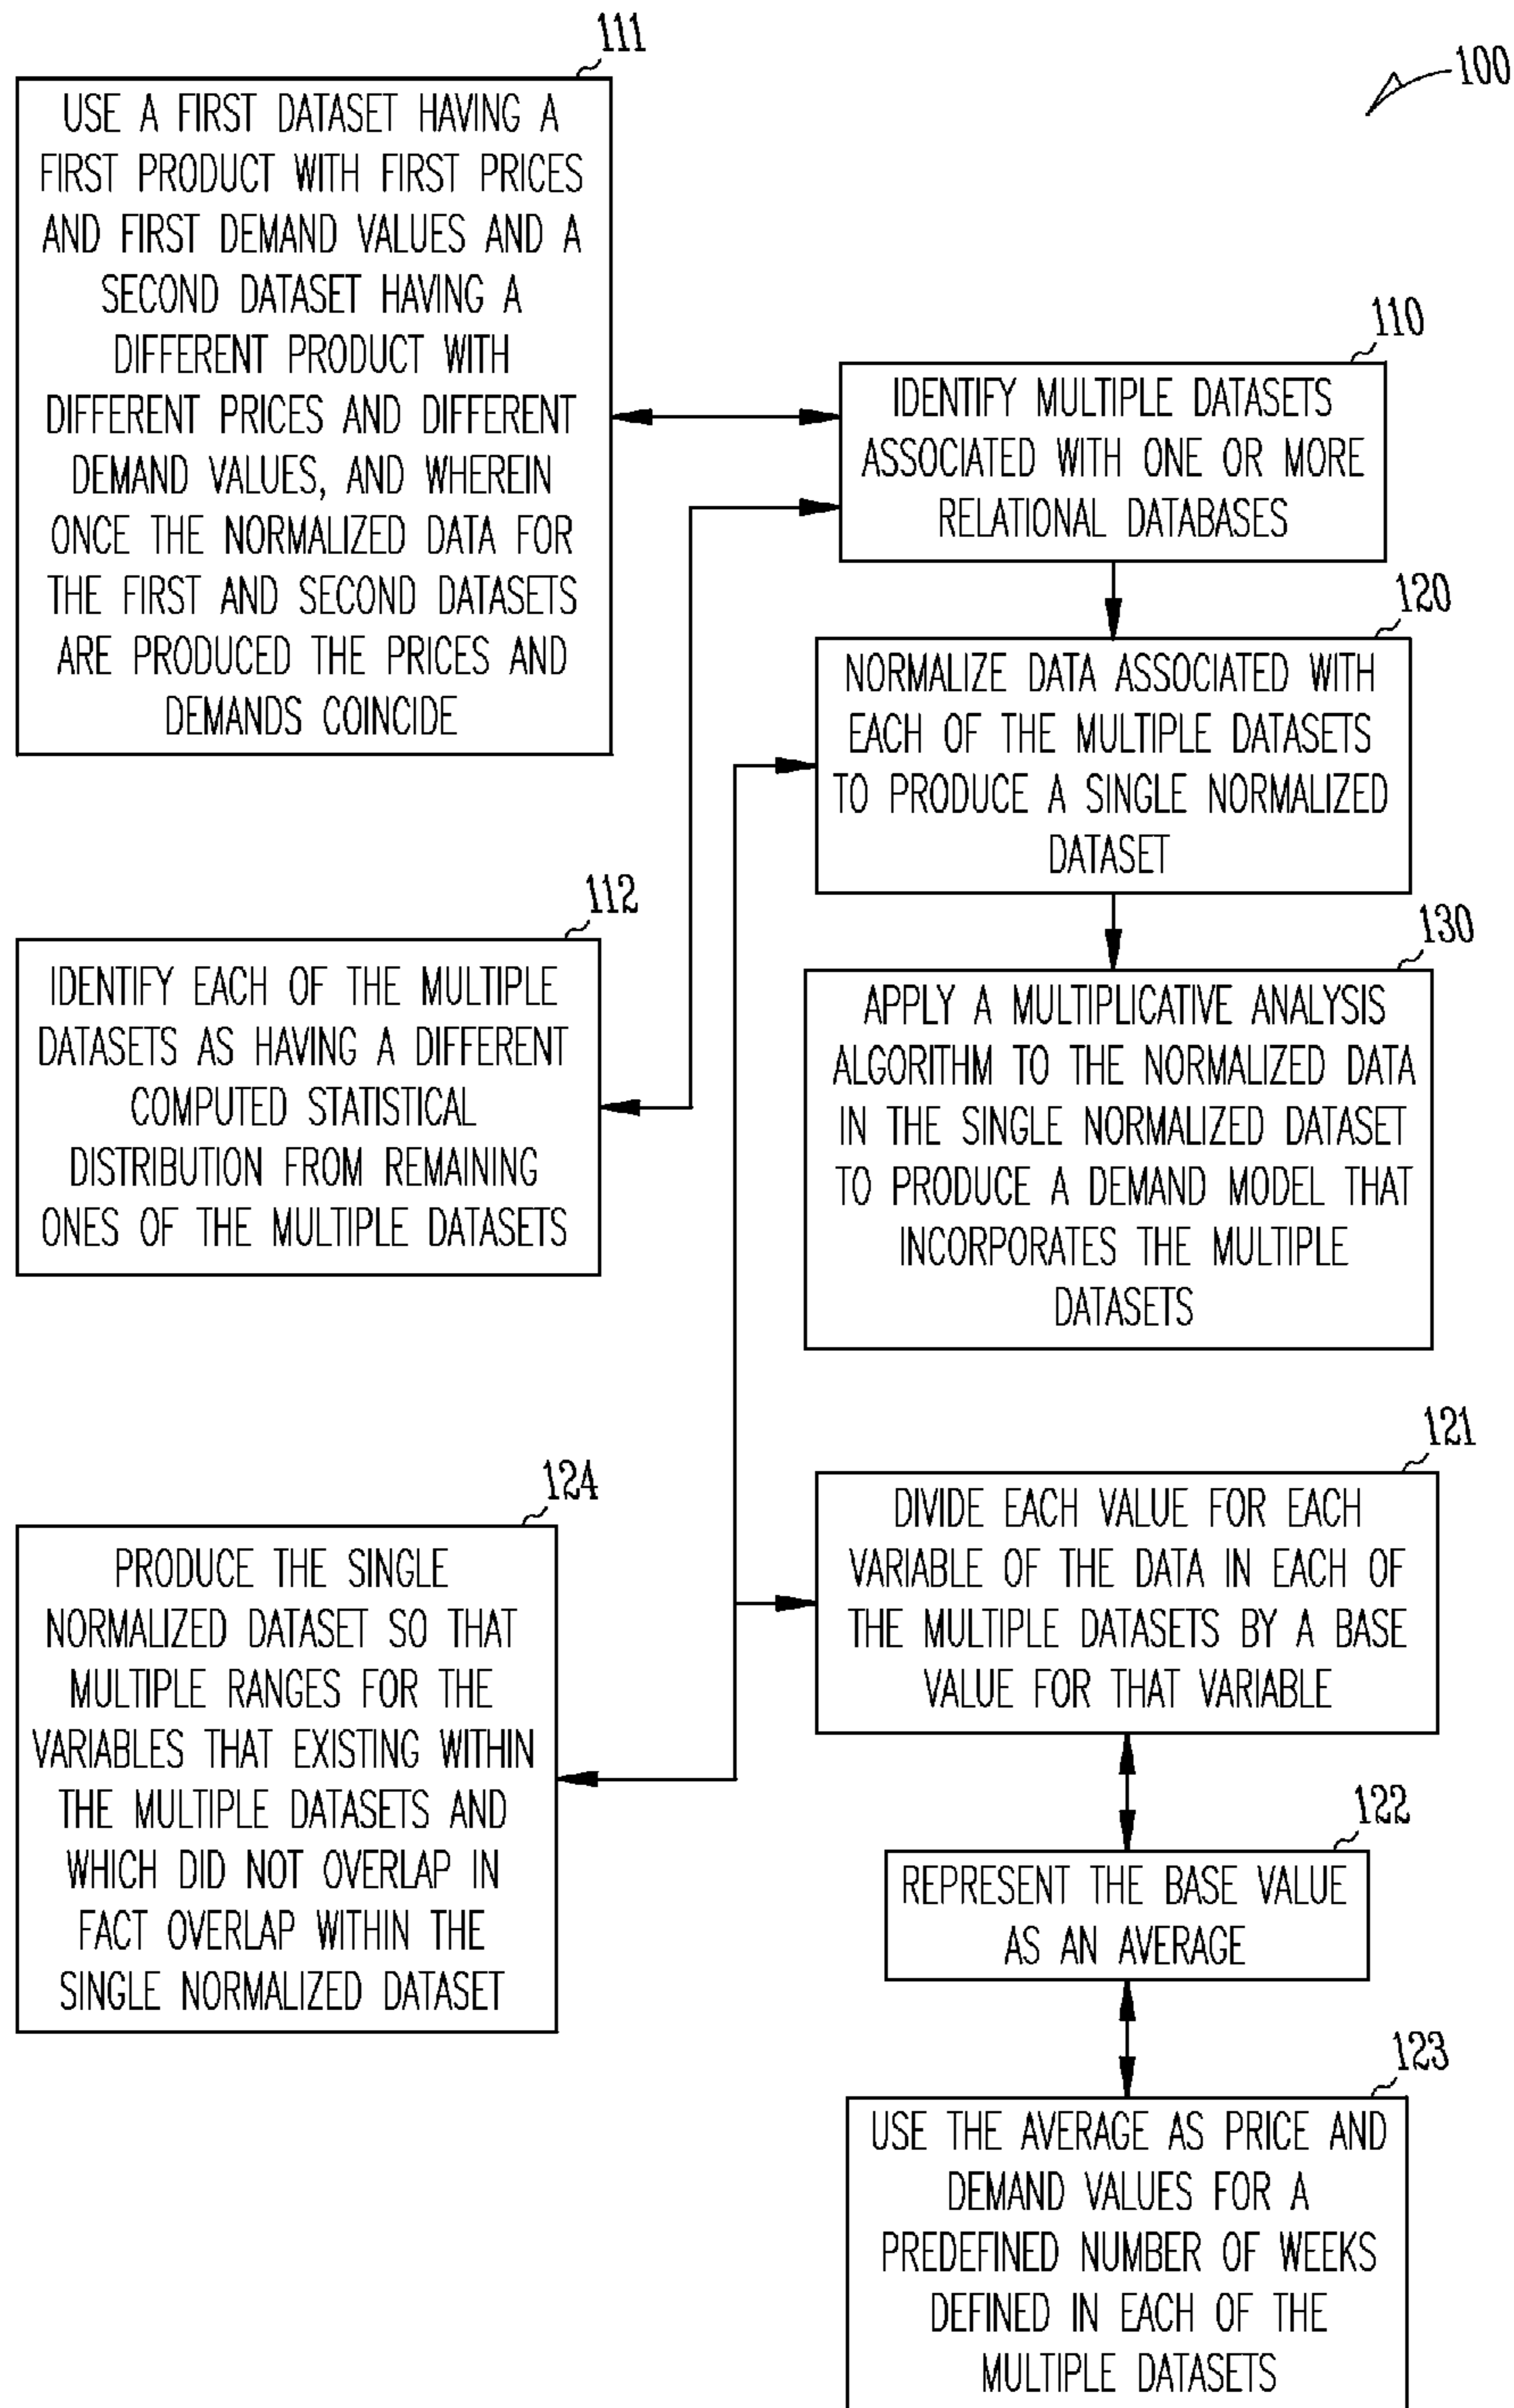 100
111
USE A FIRST DATASET HAVING A
FIRST PRODUCT WITH FIRST PRICES
AND FIRST DEMAND VALUES AND A
SECOND DATASET HAVING A
DIFFERENT PRODUCT WITH
DIFFERENT PRICES AND DIFFERENT
DEMAND VALUES, AND WHEREIN
ONCE THE NORMALIZED DATA FOR
THE FIRST AND SECOND DATASETS
ARE PRODUCED THE PRICES AND
DEMANDS COINCIDE
110
IDENTIFY MULTIPLE DATASETS
ASSOCIATED WITH ONE OR MORE
RELATIONAL DATABASES
120
NORMALIZE DATA ASSOCIATED WITH
EACH OF THE MULTIPLE DATASETS
TO PRODUCE A SINGLE NORMALIZED
DATASET
112
IDENTIFY EACH OF THE MULTIPLE
DATASETS AS HAVING A DIFFERENT
COMPUTED STATISTICAL
DISTRIBUTION FROM REMAINING
ONES OF THE MULTIPLE DATASETS
130
APPLY A MULTIPLICATIVE ANALYSIS
ALGORITHM TO THE NORMALIZED DATA
IN THE SINGLE NORMALIZED DATASET
TO PRODUCE A DEMAND MODEL THAT
INCORPORATES THE MULTIPLE
DATASETS
124
PRODUCE THE SINGLE
NORMALIZED DATASET SO THAT
MULTIPLE RANGES FOR THE
VARIABLES THAT EXISTING WITHIN
THE MULTIPLE DATASETS AND
WHICH DID NOT OVERLAP IN
FACT OVERLAP WITHIN THE
SINGLE NORMALIZED DATASET
121
DIVIDE EACH VALUE FOR EACH
VARIABLE OF THE DATA IN EACH OF
THE MULTIPLE DATASETS BY A BASE
VALUE FOR THAT VARIABLE
122
REPRESENT THE BASE VALUE
AS AN AVERAGE
123
USE THE AVERAGE AS PRICE AND
DEMAND VALUES FOR A
PREDEFINED NUMBER OF WEEKS
DEFINED IN EACH OF THE
MULTIPLE DATASETS